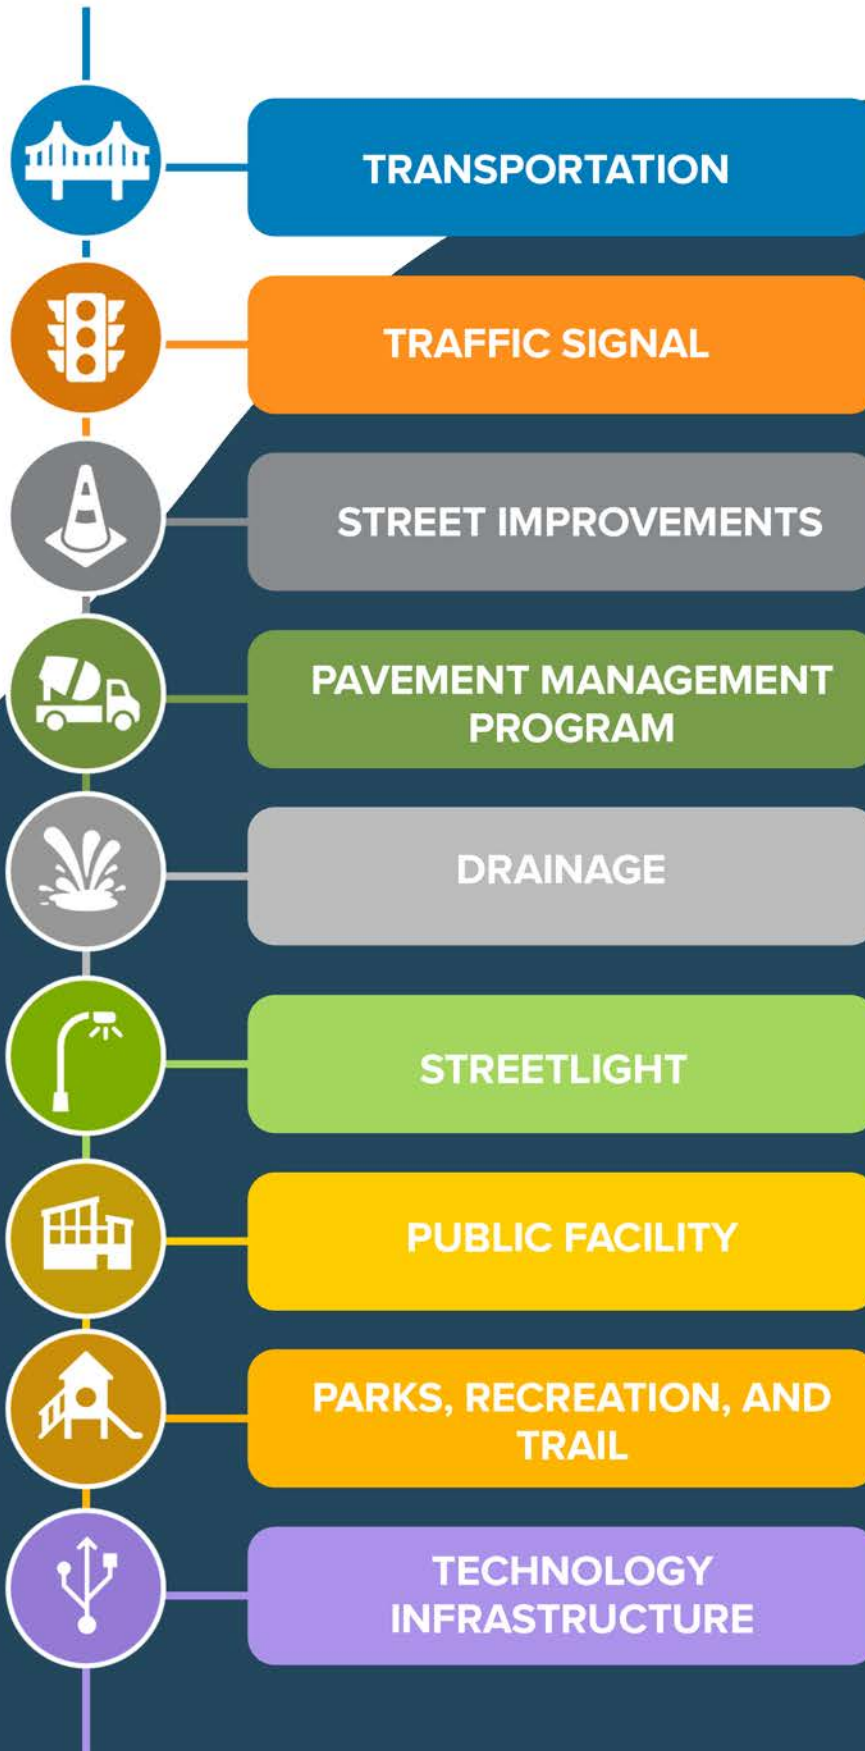 TRANSPORTATION
TRAFFIC SIGNAL
STREET IMPROVEMENTS
PAVEMENT MANAGEMENT
PROGRAM
DRAINAGE
STREETLIGHT
PUBLIC FACILITY
PARKS, RECREATION, AND
TRAIL
TECHNOLOGY
INFRASTRUCTURE